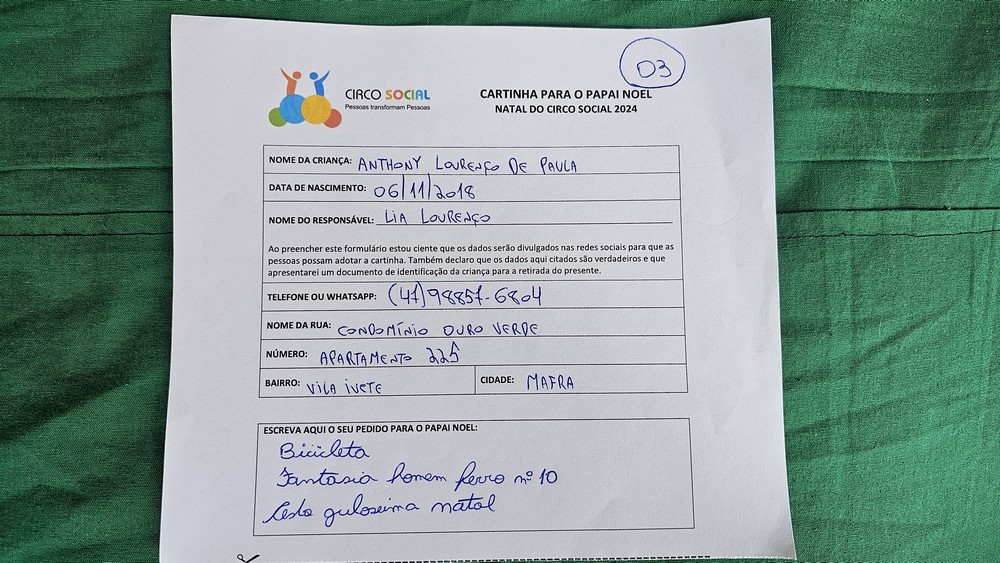 03
CIRCO SOCIAL
Pessoas transformam Pessoas
CARTINHA PARA O PAPAI NOEL
NATAL DO CIRCO SOCIAL 2024
NOME DA CRIANÇA: ANTHONY LOURENÇO DE PAULA
DATA DE NASCIMENTO: 06/11/2018
NOME DO RESPONSÁVEL: LIA LOURENÇO
Ao preencher este formulário estou ciente que os dados serão divulgados nas redes sociais para que as
pessoas possam adotar a cartinha. Também declaro que os dados aqui citados são verdadeiros e que
apresentarei um documento de identificação da criança para a retirada do presente.
TELEFONE OU WHATSAPP: (47)98857-6804
NOME DA RUA: CONDOMÍNIO OURO VERDE
NÚMERO: APARTAMENTO 225
BAIRRO: VILA IVETE
CIDADE: MAFRA
ESCREVA AQUI O SEU PEDIDO PARA O PAPAI NOEL:
Bicicleta
Fantasia homem ferro nº 10
Cesta guloseima natal